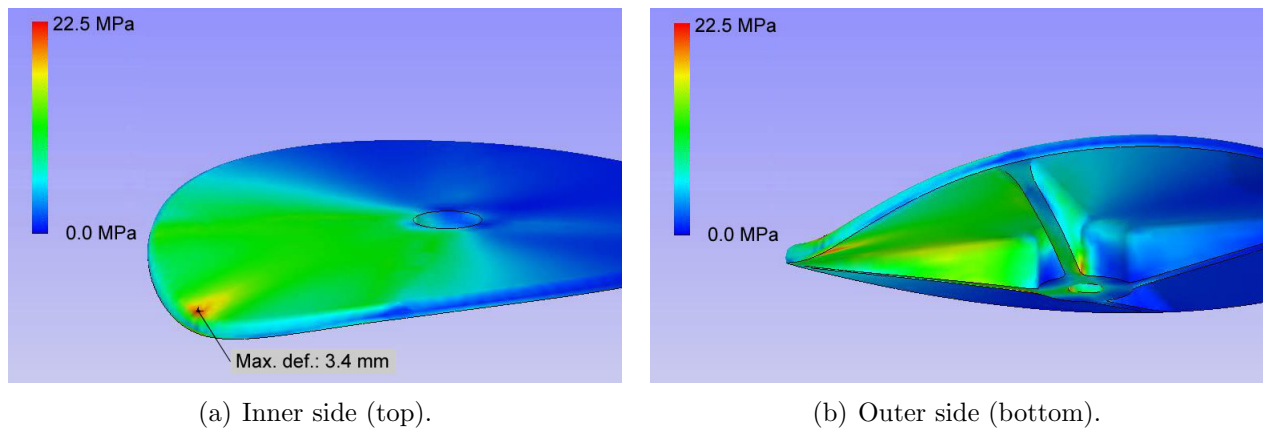 22.5 MPa
0.0 MPa
Max. def.: 3.4 mm
(a) Inner side (top).
22.5 MPa
0.0 MPa
(b) Outer side (bottom).